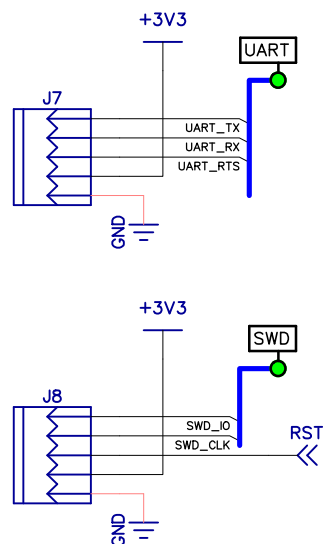 +3V3
UART
J7
UART_TX
UART_RX
UART_RTS
GND
+3V3
SWD
J8
SWD_IO
RST
SWD_CLK
GND